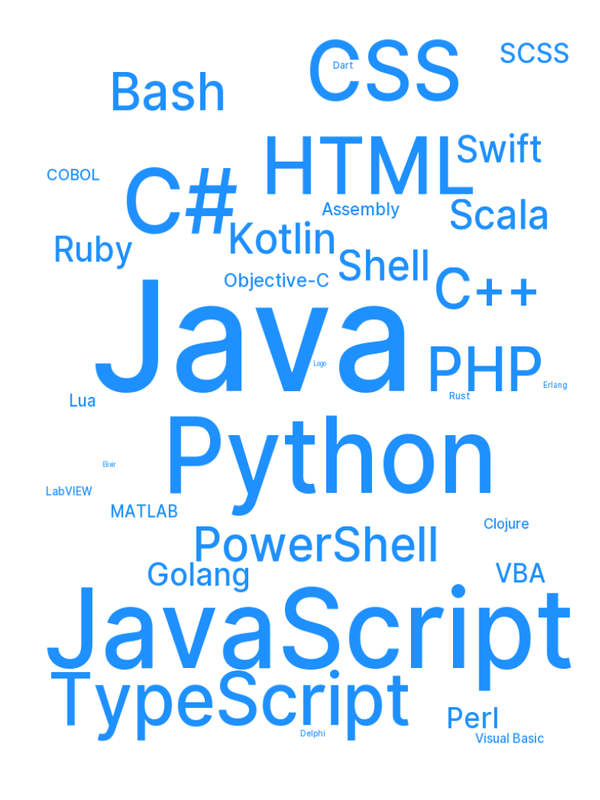 CSS
Dart
SCSS
Bash
HTML
Swift
COBOL
C#
Assembly
Scala
Kotlin
Ruby
Shell
Objective-C
C++
Java
Logo
PHP
Erlang
Rust
Lua
Python
Elixir
LabVIEW
MATLAB
Clojure
PowerShell
Golang
VBA
JavaScript
TypeScript
Perl
Delphi
Visual Basic